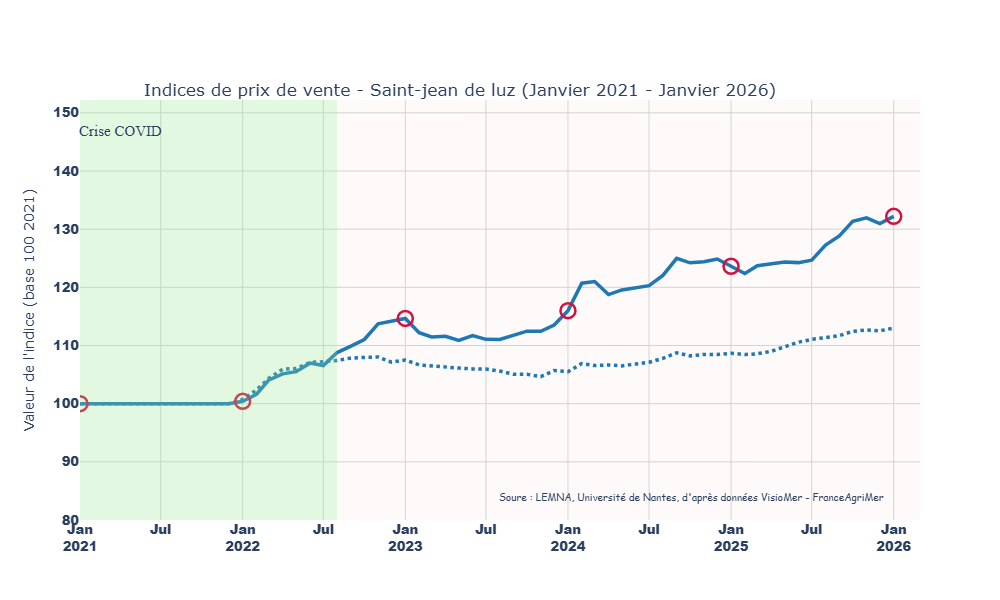 Indices de prix de vente - Saint-jean de luz (Janvier 2021 - Janvier 2026)
Valeur de l'indice (base 100 2021)
150
Crise COVID
140
130
120
110
100
90
80
Soure : LEMNA, Université de Nantes, d'après données VisioMer - FranceAgriMer
Jan Jul Jan Jul Jan Jul Jan Jul Jan Jul Jan
2021 2022 2023 2024 2025 2026